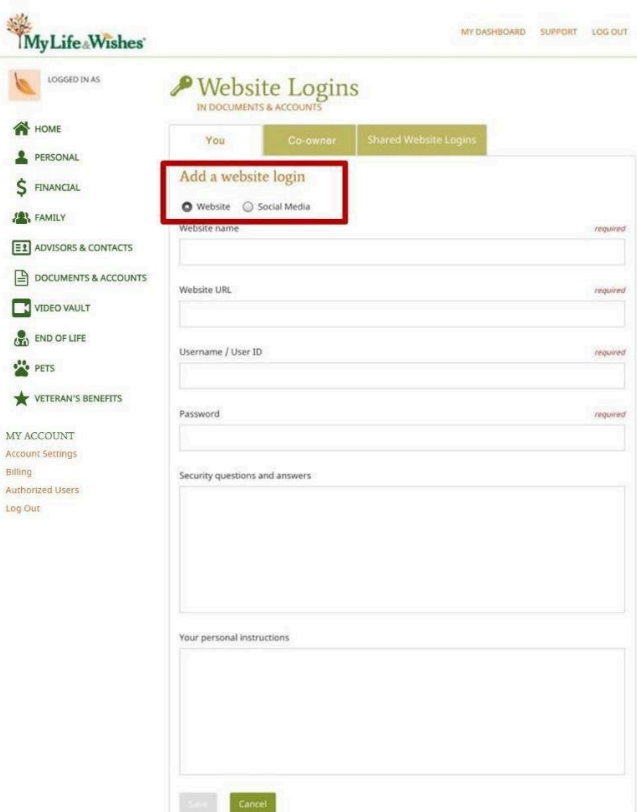 MyLife&Wishes
MY DASHBOARD SUPPORT LOG OUT
LOGGED IN AS
HOME
PERSONAL
FINANCIAL
FAMILY
ADVISORS & CONTACTS
DOCUMENTS & ACCOUNTS
VIDEO VAULT
END OF LIFE
PETS
VETERAN'S BENEFITS
MY ACCOUNT
Account Settings
Billing
Authorized Users
Log Out
Website Logins
IN DOCUMENTS & ACCOUNTS
You Co-owner Shared Website Logins
Add a website login
Website Social Media
Website name required
Website URL required
Username / User ID required
Password required
Security questions and answers
Your personal instructions
Save Cancel